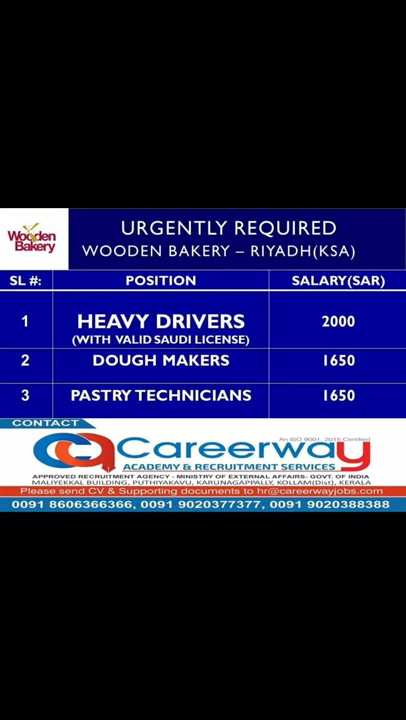 Wooden
Bakery
URGENTLY REQUIRED
WOODEN BAKERY – RIYADH(KSA)
SL #: POSITION SALARY(SAR)
1 HEAVY DRIVERS 2000
(WITH VALID SAUDI LICENSE)
2 DOUGH MAKERS 1650
3 PASTRY TECHNICIANS 1650
CONTACT
An ISO 9001: 2015 Certified
Careerway
ACADEMY & RECRUITMENT SERVICES
APPROVED RECRUITMENT AGENCY - MINISTRY OF EXTERNAL AFFAIRS- GOVT. OF INDIA
MALIYEKKAL BUILDING, PUTHIYAKAVU, KARUNAGAPPALLY, KOLLAM(Dist), KERALA
Please send CV & Supporting documents to hr@careerwayjobs.com
0091 8606366366, 0091 9020377377, 0091 9020388388